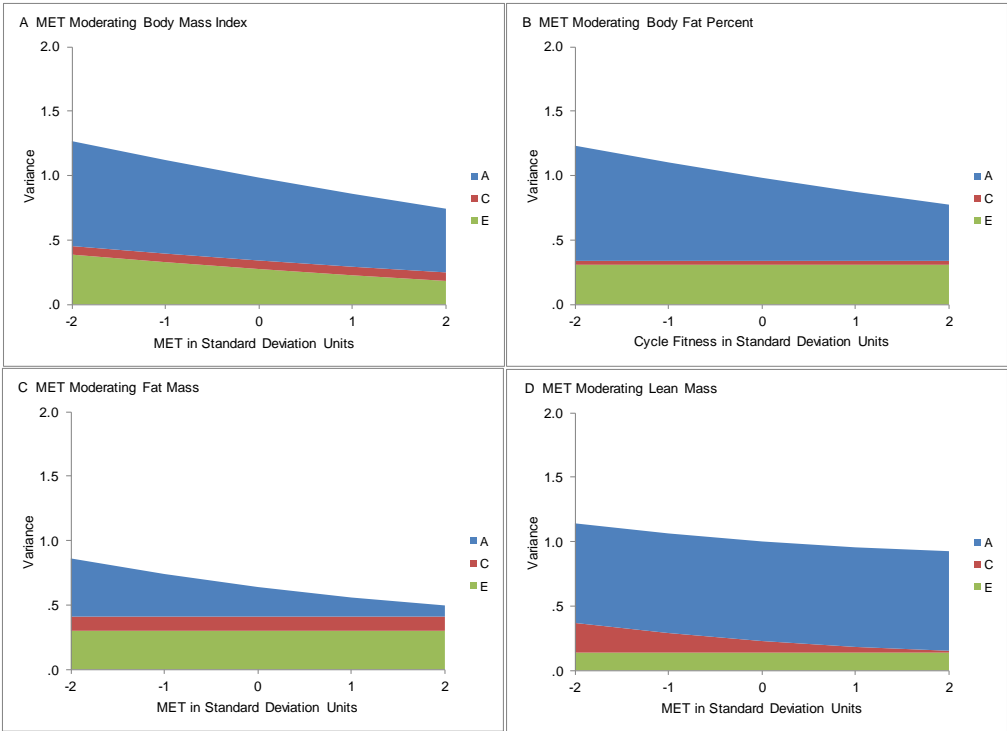 A MET Moderating Body Mass Index
2.0
1.5
1.0
.5
.0
Variance
-2 -1 0 1 2
MET in Standard Deviation Units
A
C
E
B MET Moderating Body Fat Percent
2.0
1.5
1.0
.5
.0
Variance
-2 -1 0 1 2
Cycle Fitness in Standard Deviation Units
A
C
E
C MET Moderating Fat Mass
2.0
1.5
1.0
.5
.0
Variance
-2 -1 0 1 2
MET in Standard Deviation Units
A
C
E
D MET Moderating Lean Mass
2.0
1.5
1.0
.5
.0
Variance
-2 -1 0 1 2
MET in Standard Deviation Units
A
C
E